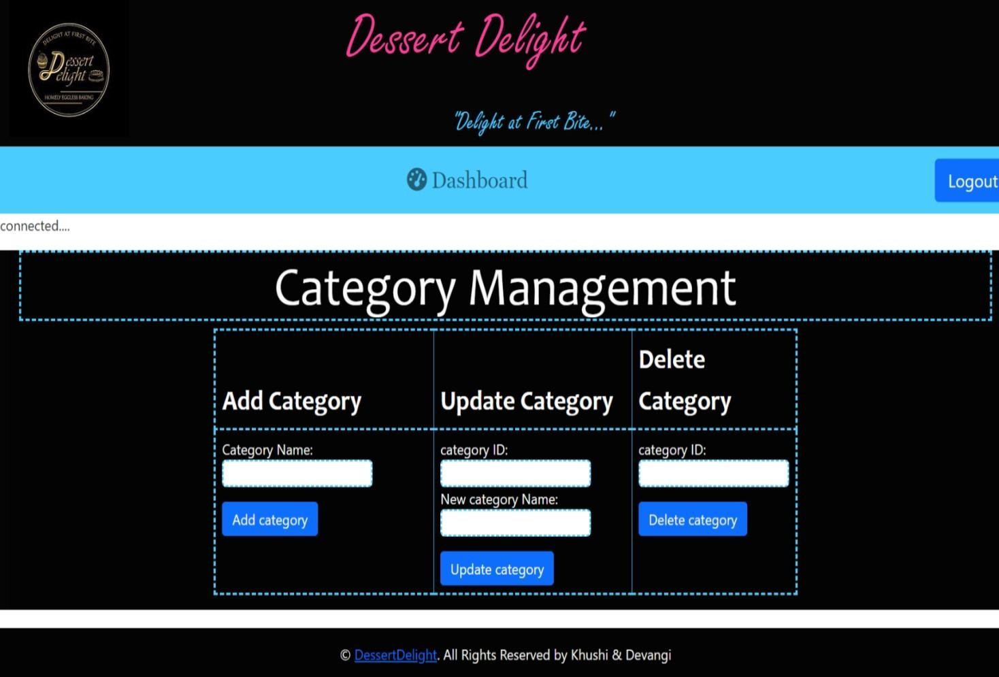 DELIGHT AT FIRST BITE
Dessert
Delight
HOMELY EGGLESS BAKING
Dessert Delight
"Delight at First Bite..."
Dashboard
Logout
connected....
Category Management
Add Category
Update Category
Delete
Category
Category Name:
Add category
category ID:
New category Name:
Update category
category ID:
Delete category
© DessertDelight. All Rights Reserved by Khushi & Devangi